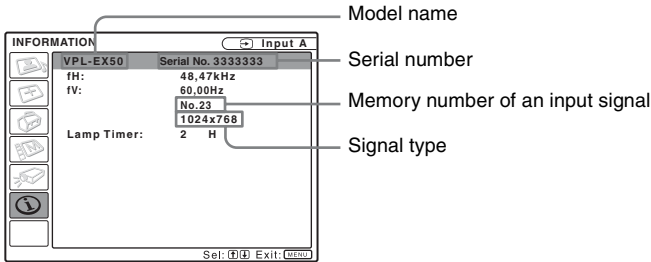 Model name
INFORMATION Input A
VPL-EX50 Serial No. 3333333
Serial number
fH: 48,47kHz
fV: 60,00Hz
No.23
Memory number of an input signal
1024x768
Lamp Timer: 2 H
Signal type
Sel: Exit: MENU